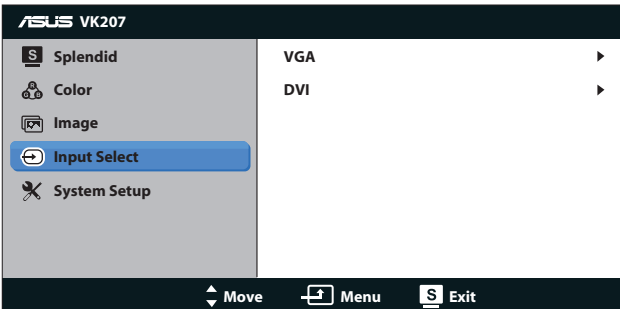 ASUS VK207
S Splendid
R G B Color
Image
Input Select
System Setup
VGA
DVI
Move Menu S Exit